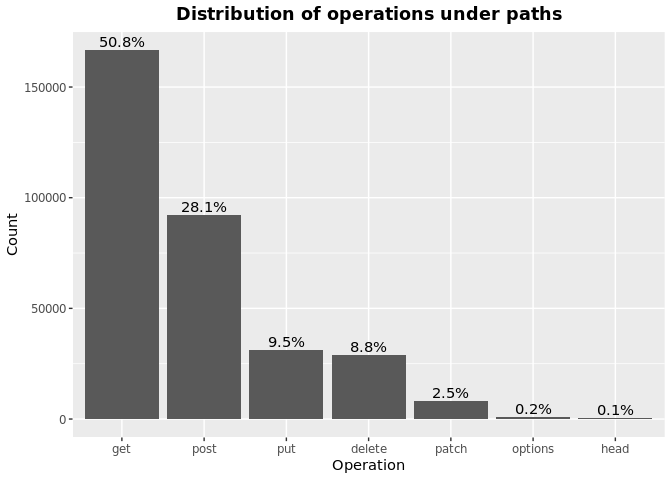 Distribution of operations under paths
50.8%
28.1%
9.5%
8.8%
2.5%
0.2%
0.1%
150000
100000
50000
0
Count
get post put delete patch options head
Operation